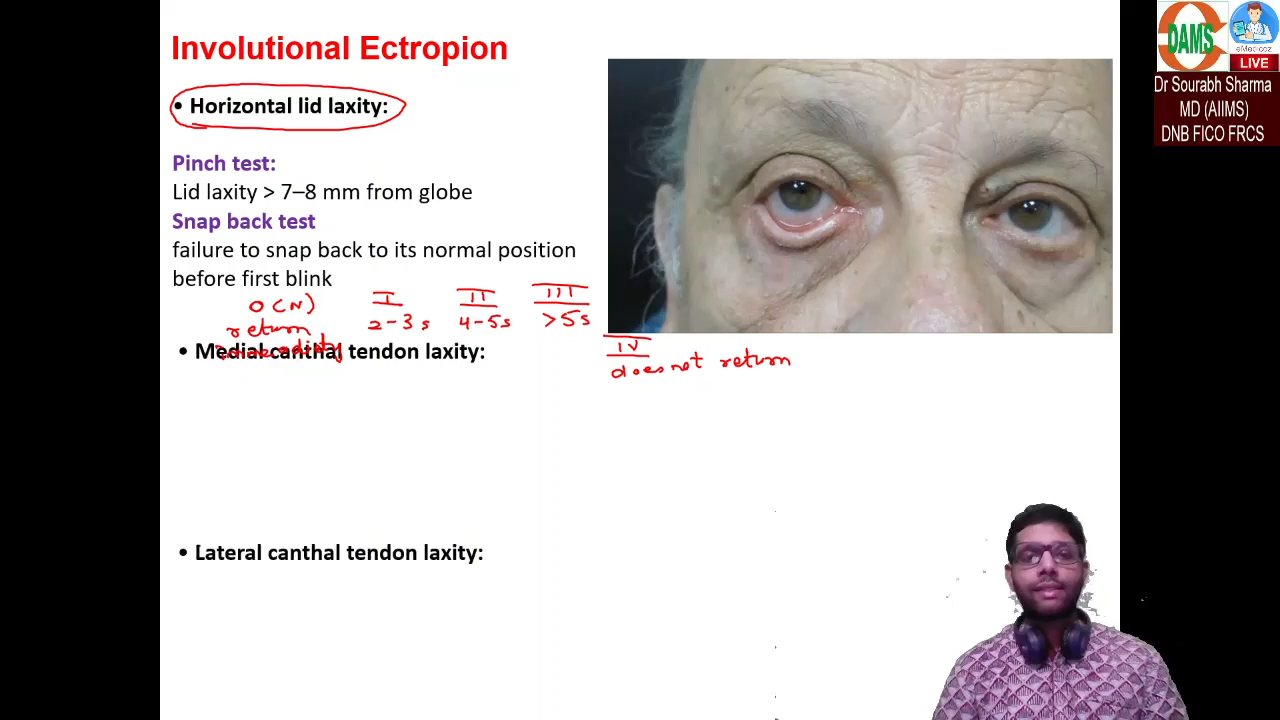 Involutional Ectropion
• Horizontal lid laxity:
Pinch test:
Lid laxity > 7–8 mm from globe
Snap back test
failure to snap back to its normal position
before first blink
0 (N) I II III
return 2-3 s 4-5s >5s
• Medial canthal tendon laxity:
IV
does not return
• Lateral canthal tendon laxity:
DAMS
eMedicoz
LIVE
Dr Sourabh Sharma
MD (AIIMS)
DNB FICO FRCS